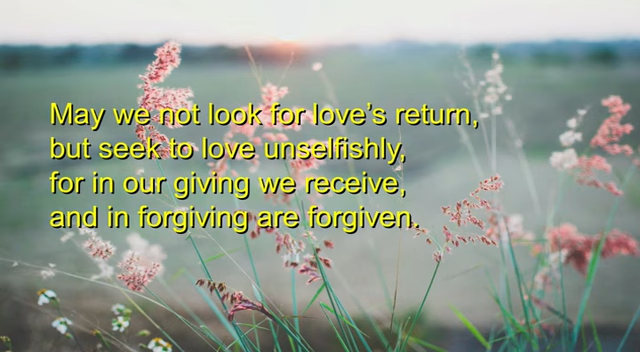 May we not look for love’s return,
but seek to love unselfishly,
for in our giving we receive,
and in forgiving are forgiven.